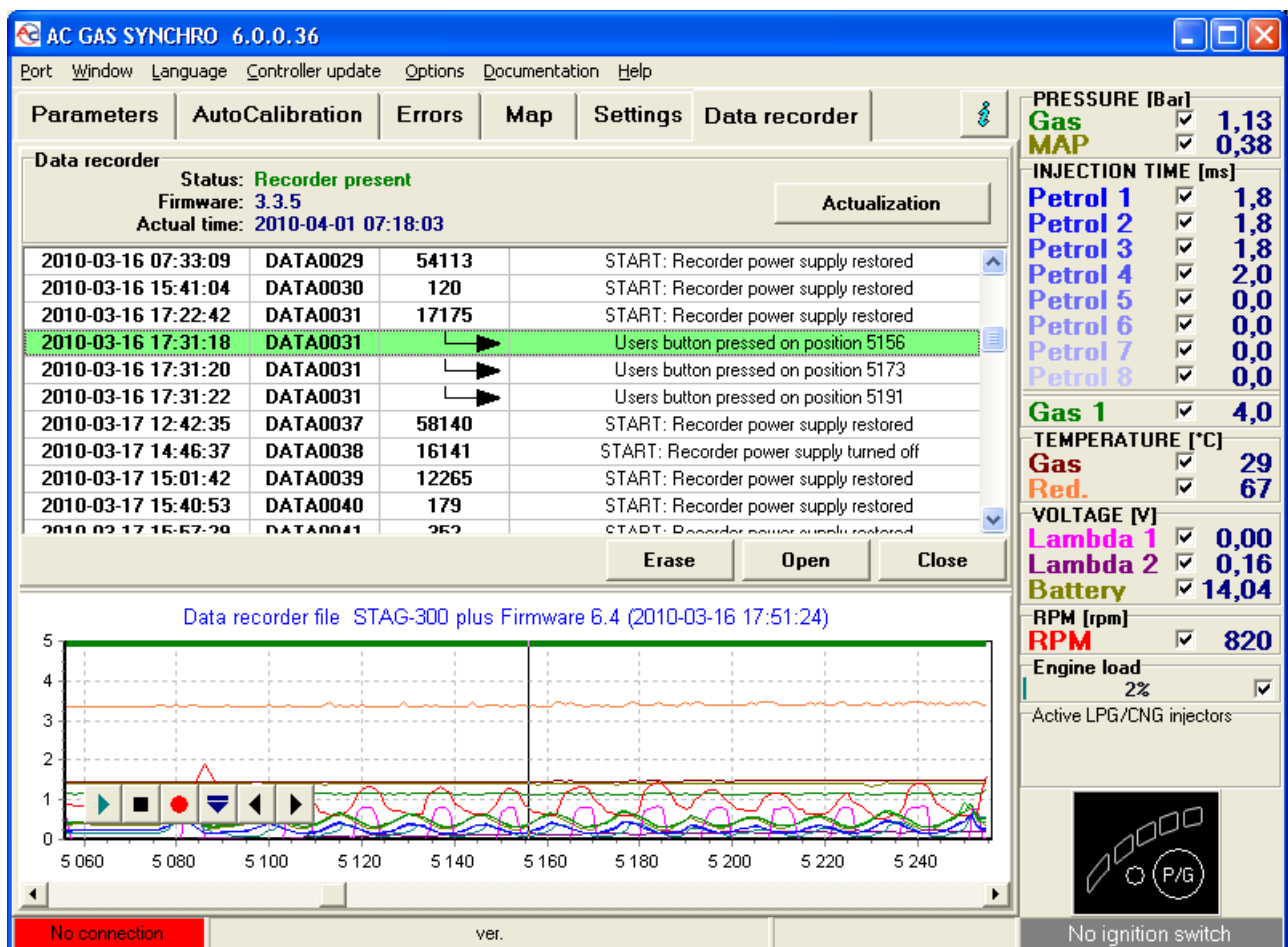 AC GAS SYNCHRO 6.0.0.36
Port Window Language Controller update Options Documentation Help
Parameters AutoCalibration Errors Map Settings Data recorder i
Data recorder
Status: Recorder present
Firmware: 3.3.5
Actual time: 2010-04-01 07:18:03
Actualization
2010-03-16 07:33:09 DATA0029 54113 START: Recorder power supply restored
2010-03-16 15:41:04 DATA0030 120 START: Recorder power supply restored
2010-03-16 17:22:42 DATA0031 17175 START: Recorder power supply restored
2010-03-16 17:31:18 DATA0031 Users button pressed on position 5156
2010-03-16 17:31:20 DATA0031 Users button pressed on position 5173
2010-03-16 17:31:22 DATA0031 Users button pressed on position 5191
2010-03-17 12:42:35 DATA0037 58140 START: Recorder power supply restored
2010-03-17 14:46:37 DATA0038 16141 START: Recorder power supply turned off
2010-03-17 15:01:42 DATA0039 12265 START: Recorder power supply restored
2010-03-17 15:40:53 DATA0040 179 START: Recorder power supply restored
2010-03-17 15:57:29 DATA0041 352 START: Recorder power supply restored
Erase Open Close
Data recorder file STAG-300 plus Firmware 6.4 (2010-03-16 17:51:24)
5
4
3
2
1
0
5 060 5 080 5 100 5 120 5 140 5 160 5 180 5 200 5 220 5 240
No connection ver.
PRESSURE [Bar]
Gas 1,13
MAP 0,38
INJECTION TIME [ms]
Petrol 1 1,8
Petrol 2 1,8
Petrol 3 1,8
Petrol 4 2,0
Petrol 5 0,0
Petrol 6 0,0
Petrol 7 0,0
Petrol 8 0,0
Gas 1 4,0
TEMPERATURE [°C]
Gas 29
Red. 67
VOLTAGE [V]
Lambda 1 0,00
Lambda 2 0,16
Battery 14,04
RPM [rpm]
RPM 820
Engine load
2%
Active LPG/CNG injectors
P/G
No ignition switch